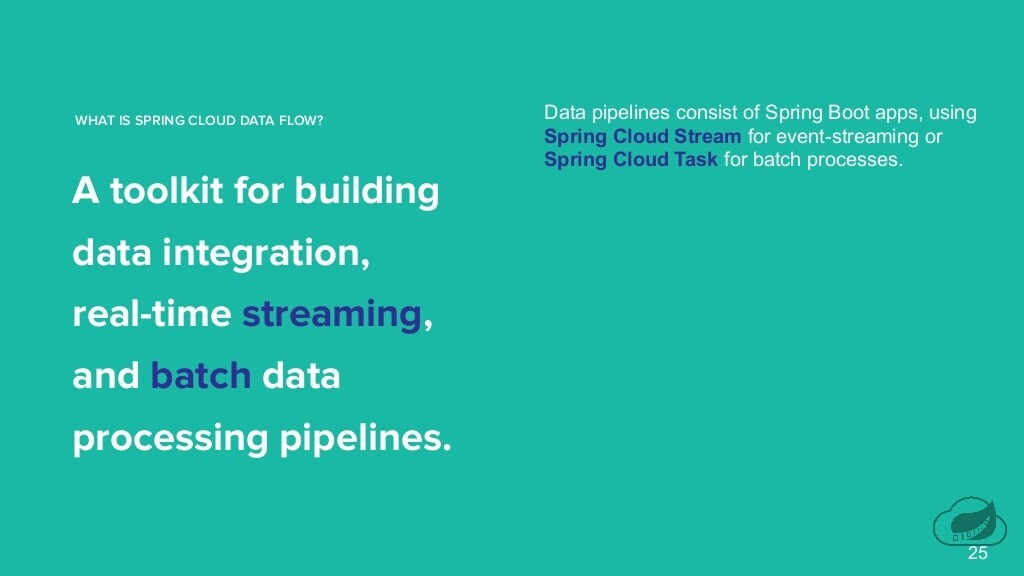 WHAT IS SPRING CLOUD DATA FLOW?
A toolkit for building
data integration,
real-time streaming,
and batch data
processing pipelines.
Data pipelines consist of Spring Boot apps, using
Spring Cloud Stream for event-streaming or
Spring Cloud Task for batch processes.
25